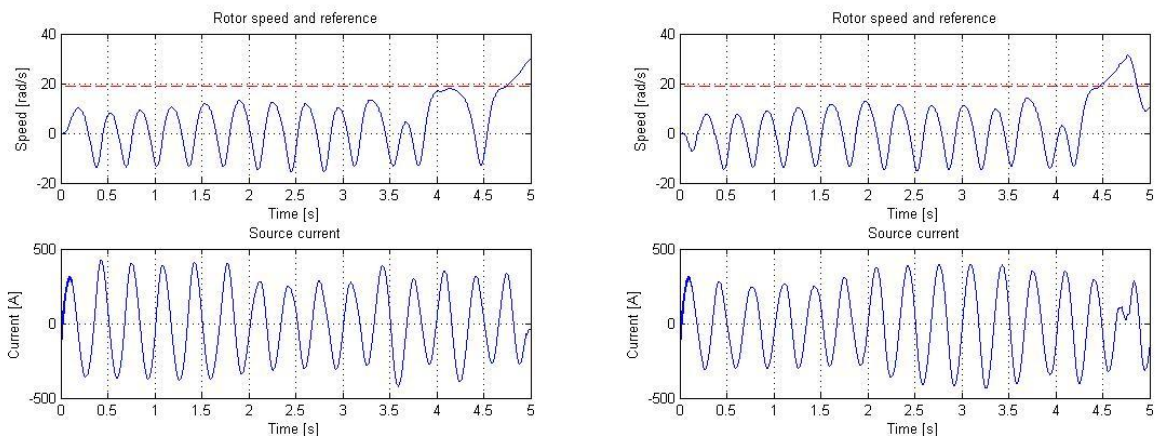 Rotor speed and reference
Speed [rad/s]
40
20
0
-20
0 0.5 1 1.5 2 2.5 3 3.5 4 4.5 5
Time [s]
Source current
Current [A]
500
0
-500
0 0.5 1 1.5 2 2.5 3 3.5 4 4.5 5
Time [s]
Rotor speed and reference
Speed [rad/s]
40
20
0
-20
0 0.5 1 1.5 2 2.5 3 3.5 4 4.5 5
Time [s]
Source current
Current [A]
500
0
-500
0 0.5 1 1.5 2 2.5 3 3.5 4 4.5 5
Time [s]